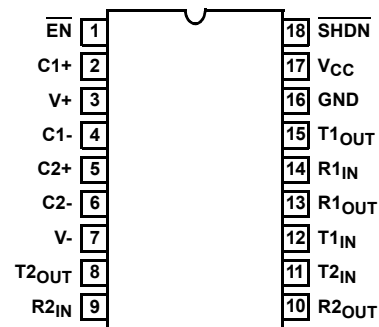 EN 1 18 SHDN
C1+ 2 17 VCC
V+ 3 16 GND
C1- 4 15 T1OUT
C2+ 5 14 R1IN
C2- 6 13 R1OUT
V- 7 12 T1IN
T2OUT 8 11 T2IN
R2IN 9 10 R2OUT